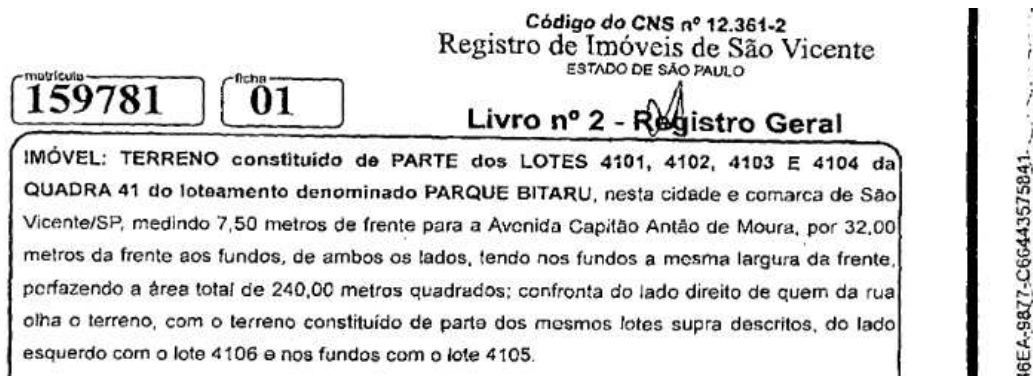 Código do CNS nº 12.361-2
Registro de Imóveis de São Vicente
ESTADO DE SÃO PAULO
matrícula
159781
ficha
01
Livro nº 2 - Registro Geral
IMÓVEL: TERRENO constituído de PARTE dos LOTES 4101, 4102, 4103 E 4104 da
QUADRA 41 do loteamento denominado PARQUE BITARU, nesta cidade e comarca de São
Vicente/SP, medindo 7,50 metros de frente para a Avenida Capitão Antão de Moura, por 32,00
metros da frente aos fundos, de ambos os lados, tendo nos fundos a mesma largura da frente,
perfazendo a área total de 240,00 metros quadrados; confronta do lado direito de quem da rua
olha o terreno, com o terreno constituído de parte dos mesmos lotes supra descritos, do lado
esquerdo com o lote 4106 e nos fundos com o lote 4105.
46EA-9877-C66443575841